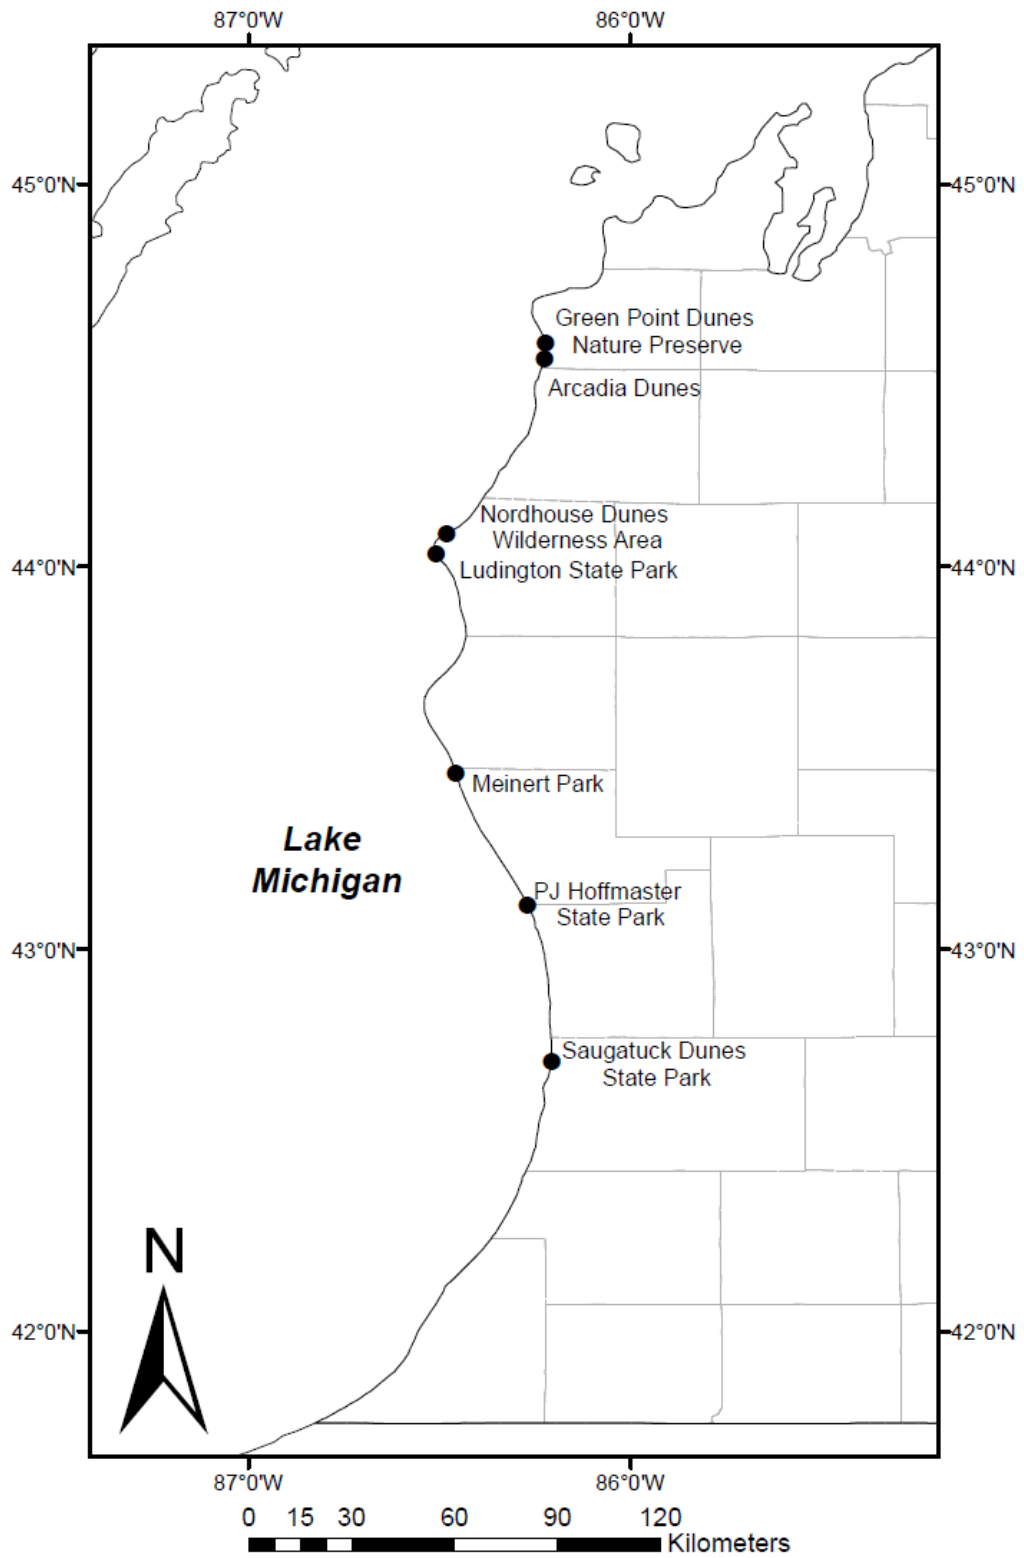 87°0'W 86°0'W
45°0'N 45°0'N
Green Point Dunes
Nature Preserve
Arcadia Dunes
Nordhouse Dunes
Wilderness Area
44°0'N 44°0'N
Ludington State Park
Meinert Park
Lake
Michigan
PJ Hoffmaster
State Park
43°0'N 43°0'N
Saugatuck Dunes
State Park
N
42°0'N 42°0'N
87°0'W 86°0'W
0 15 30 60 90 120
Kilometers